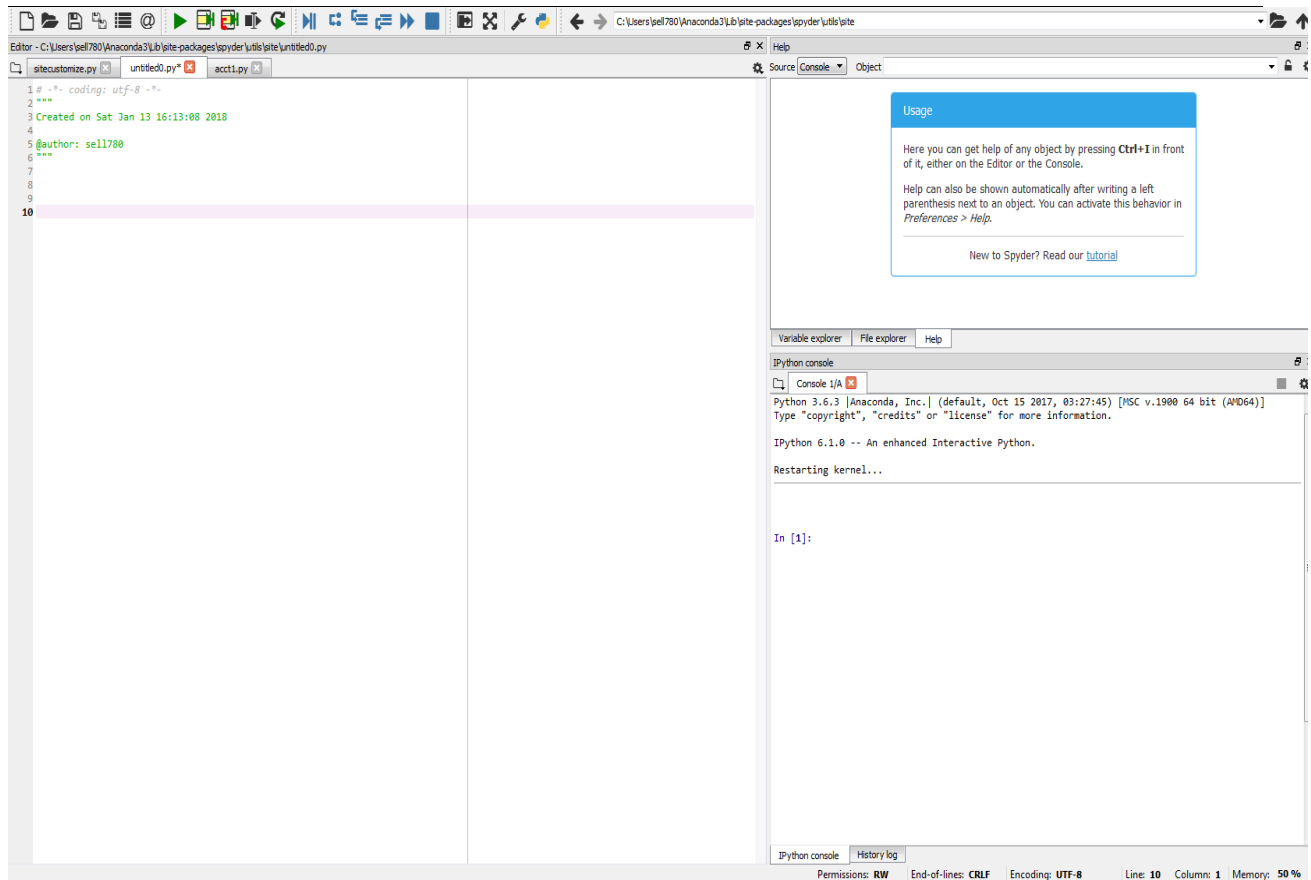 C:\Users\sell780\Anaconda3\Lib\site-packages\spyder\utils\site
Editor - C:\Users\sell780\Anaconda3\Lib\site-packages\spyder\utils\site\untitled0.py
sitecustomize.py
untitled0.py*
acct1.py
1 # -*- coding: utf-8 -*-
2 """
3 Created on Sat Jan 13 16:13:08 2018
4
5 @author: sell780
6 """
7
8
9
10
Help
Source Console Object
Usage
Here you can get help of any object by pressing Ctrl+I in front
of it, either on the Editor or the Console.
Help can also be shown automatically after writing a left
parenthesis next to an object. You can activate this behavior in
Preferences > Help.
New to Spyder? Read our tutorial
Variable explorer
File explorer
Help
IPython console
Console 1/A
Python 3.6.3 |Anaconda, Inc.| (default, Oct 15 2017, 03:27:45) [MSC v.1900 64 bit (AMD64)]
Type "copyright", "credits" or "license" for more information.
IPython 6.1.0 -- An enhanced Interactive Python.
Restarting kernel...
In [1]:
IPython console
History log
Permissions: RW End-of-lines: CRLF Encoding: UTF-8 Line: 10 Column: 1 Memory: 50 %